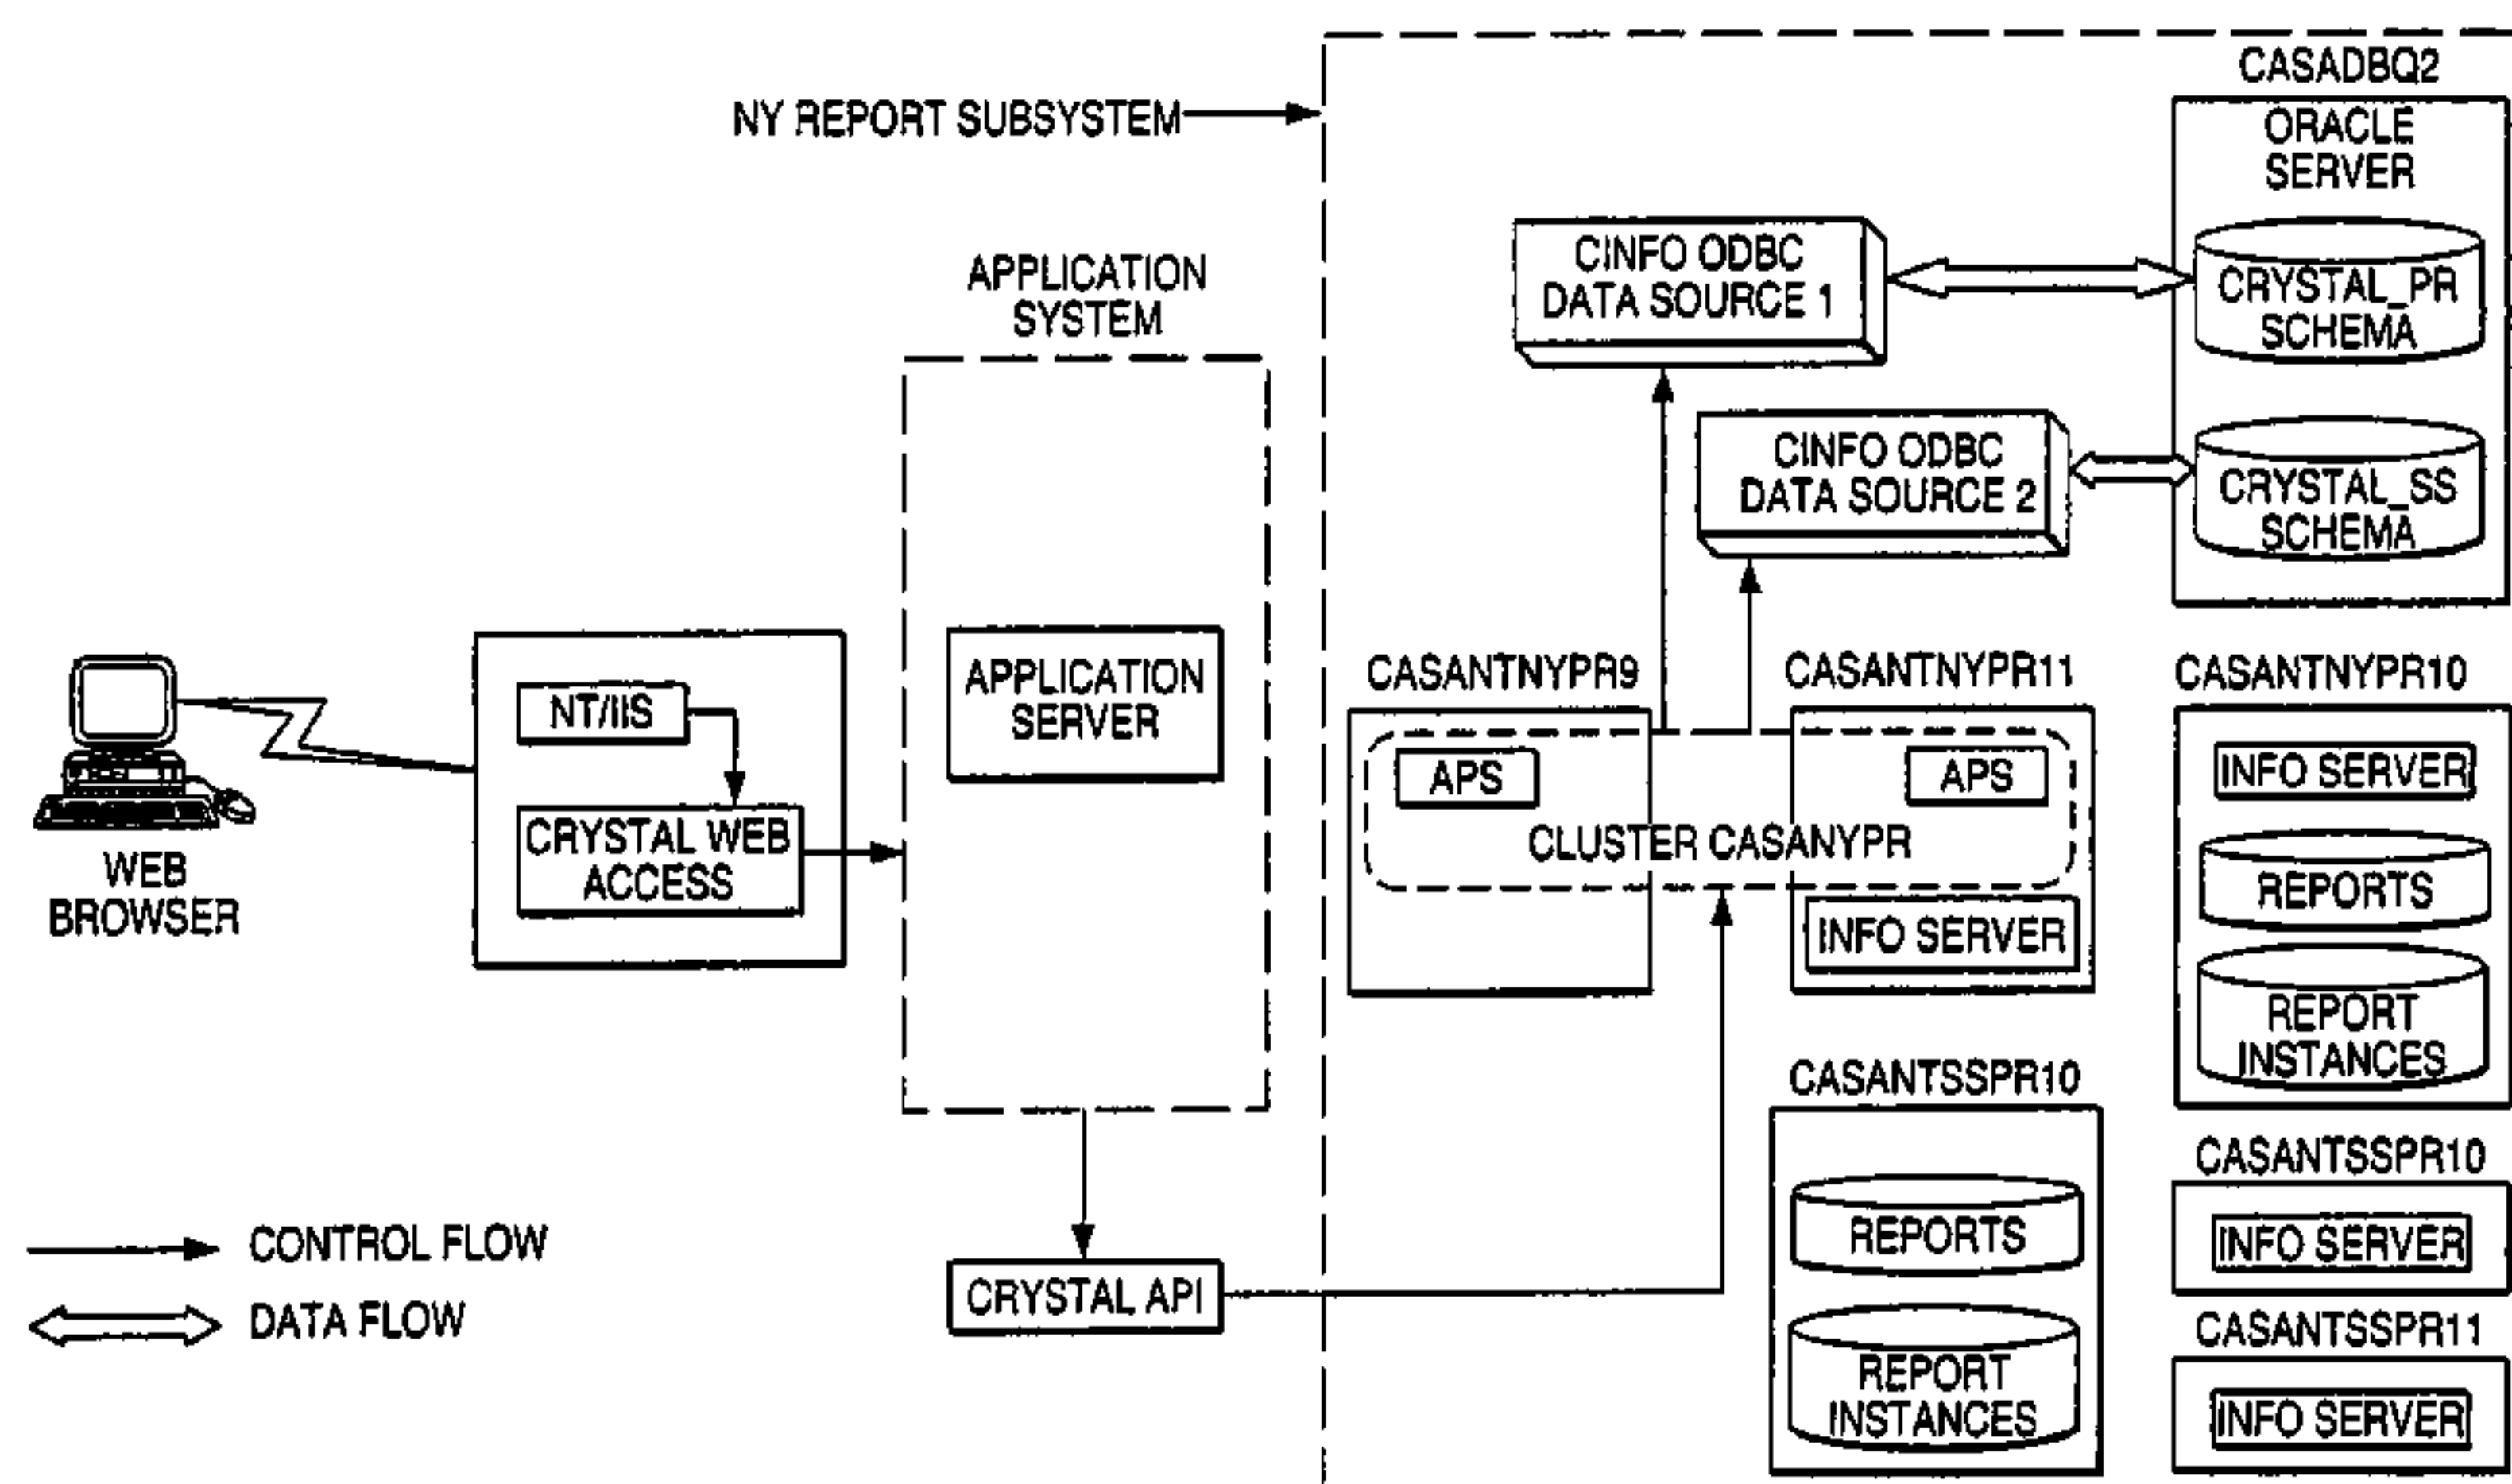 CASADBQ2
NY REPORT SUBSYSTEM
ORACLE
SERVER
CINFO ODBC
DATA SOURCE 1
CRYSTAL_PR
SCHEMA
APPLICATION
SYSTEM
CINFO ODBC
DATA SOURCE 2
CRYSTAL_SS
SCHEMA
APPLICATION
SERVER
CASANTNYPR9
CASANTNYPR11
CASANTNYPR10
NT/IIS
APS
APS
INFO SERVER
CRYSTAL WEB
ACCESS
CLUSTER CASANYPR
WEB
BROWSER
REPORTS
INFO SERVER
REPORT
INSTANCES
CASANTSSPR10
CASANTSSPR10
REPORTS
INFO SERVER
CONTROL FLOW
CRYSTAL API
DATA FLOW
CASANTSSPR11
REPORT
INSTANCES
INFO SERVER